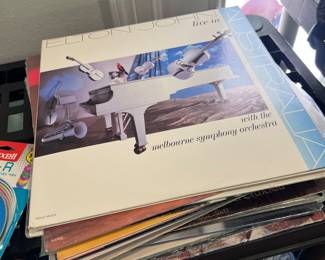 ELTON JOHN
live in
AUSTRALIA
with the
melbourne symphony orchestra
maxell
-R